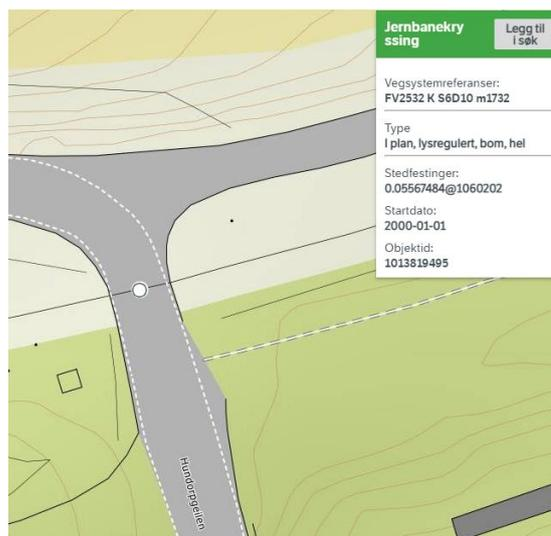 Jernbanekry
ssing
Legg til
i søk
Vegsystemreferanser:
FV2532 K S6D10 m1732
Type
I plan, lysregulert, bom, hel
Stedfestinger:
0.05567484@1060202
Startdato:
2000-01-01
Objektid:
1013819495
Hundorpgeilen